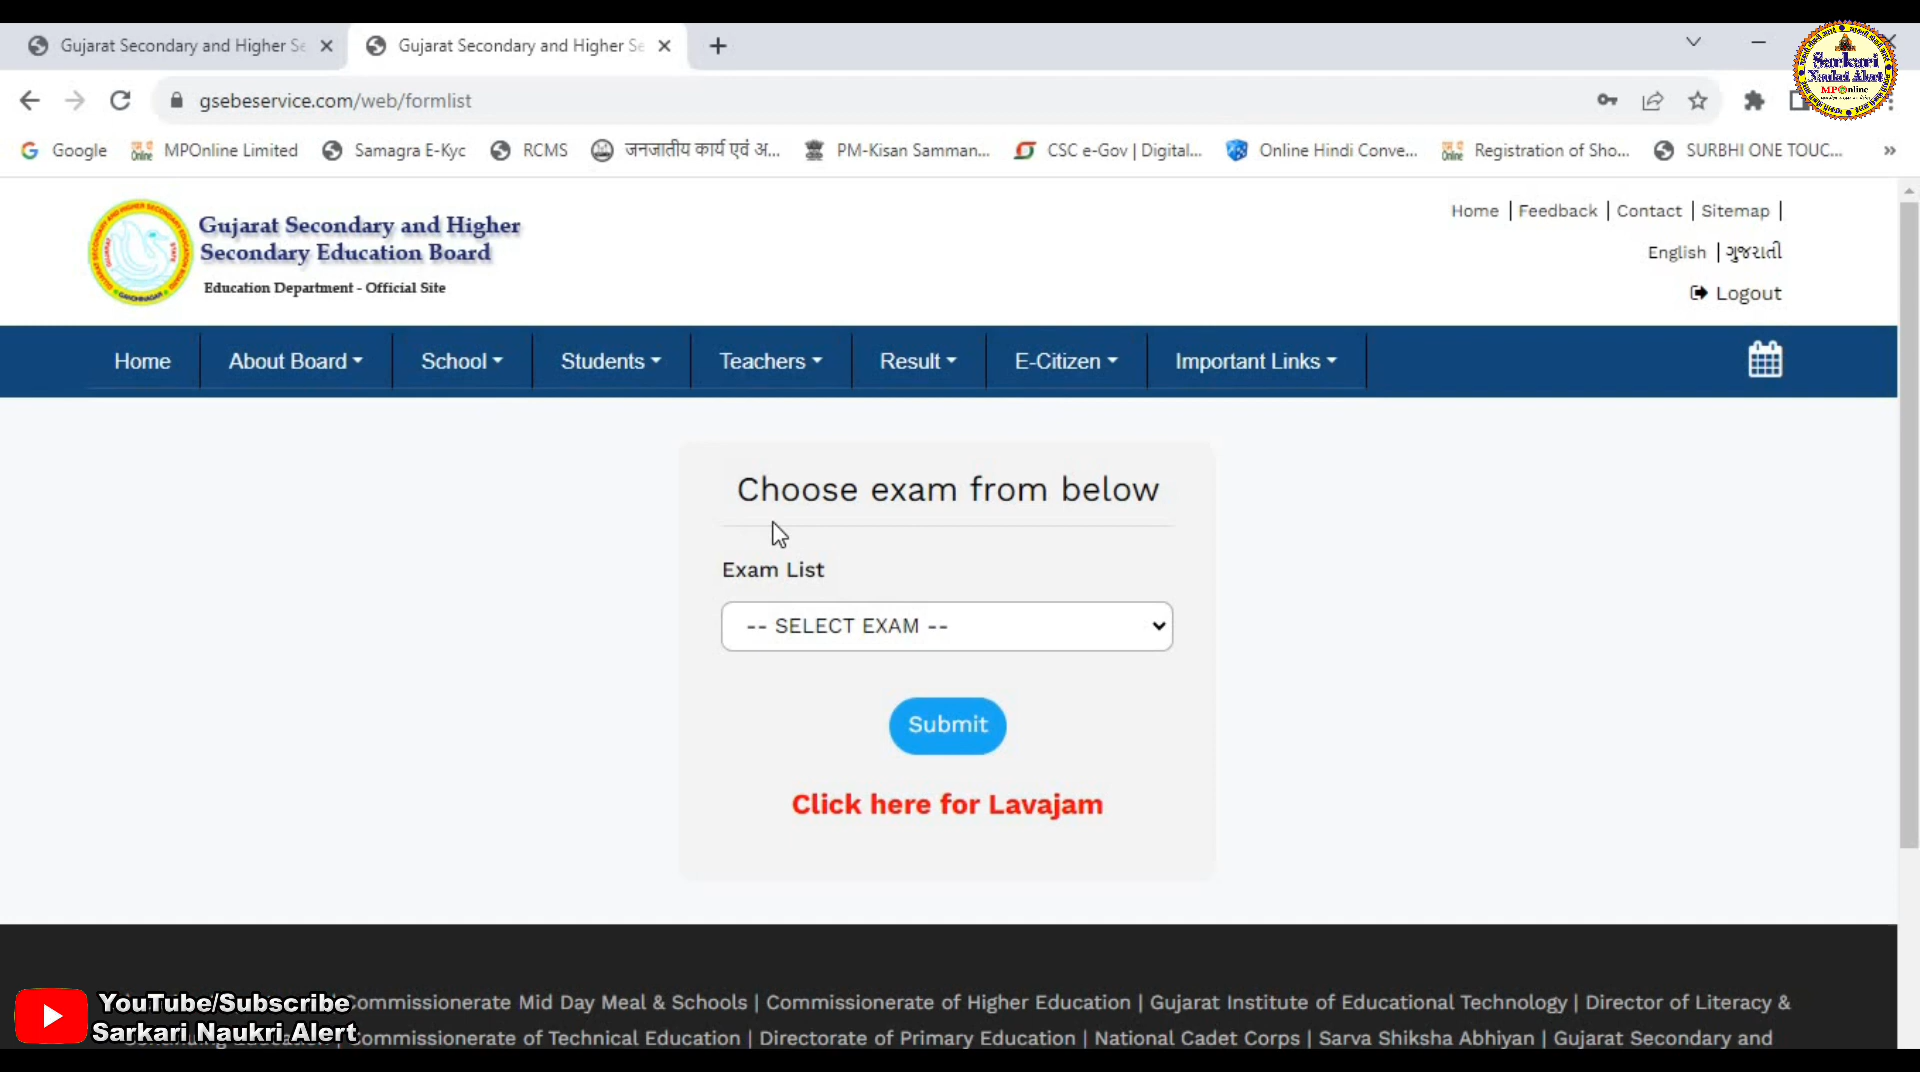 Gujarat Secondary and Higher Se
Gujarat Secondary and Higher Se
gsebeservice.com/web/formlist
Google
MPOnline Limited
Samagra E-Kyc
RCMS
जनजातीय कार्य एवं अ...
PM-Kisan Samman...
CSC e-Gov | Digital...
Online Hindi Conve...
Registration of Sho...
SURBHI ONE TOUC...
»
Sarkari
Naukri Alert
MPOnline
Gujarat Secondary and Higher
Secondary Education Board
Education Department - Official Site
Home | Feedback | Contact | Sitemap |
English | ગુજરાતી
Logout
Home
About Board
School
Students
Teachers
Result
E-Citizen
Important Links
Choose exam from below
Exam List
-- SELECT EXAM --
Submit
Click here for Lavajam
Commissionerate Mid Day Meal & Schools | Commissionerate of Higher Education | Gujarat Institute of Educational Technology | Director of Literacy &
Commissionerate of Technical Education | Directorate of Primary Education | National Cadet Corps | Sarva Shiksha Abhiyan | Gujarat Secondary and
YouTube/Subscribe
Sarkari Naukri Alert